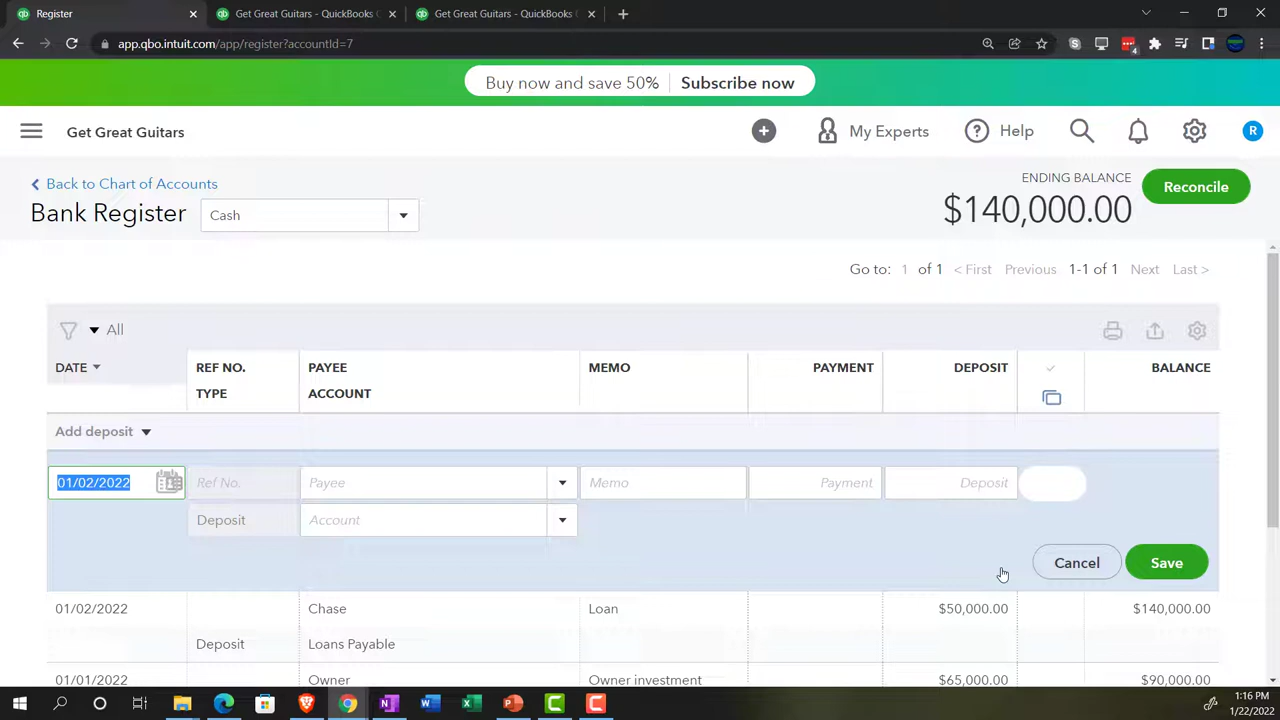 Register
Get Great Guitars - QuickBooks
Get Great Guitars - QuickBooks
app.qbo.intuit.com/app/register?accountId=7
4
Buy now and save 50% Subscribe now
Get Great Guitars
My Experts
Help
R
Back to Chart of Accounts
Bank Register
Cash
ENDING BALANCE
$140,000.00
Reconcile
Go to: 1 of 1 < First Previous 1-1 of 1 Next Last >
All
DATE REF NO. PAYEE MEMO PAYMENT DEPOSIT BALANCE
TYPE ACCOUNT
Add deposit
01/02/2022 Ref No. Payee Memo Payment Deposit
Deposit Account
Cancel Save
01/02/2022 Chase Loan $50,000.00 $140,000.00
Deposit Loans Payable
01/01/2022 Owner Owner investment $65,000.00 $90,000.00
1:16 PM
1/22/2022